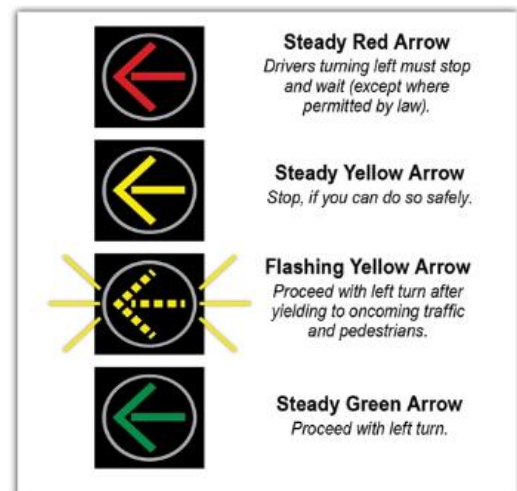 Steady Red Arrow
Drivers turning left must stop
and wait (except where
permitted by law).
Steady Yellow Arrow
Stop, if you can do so safely.
Flashing Yellow Arrow
Proceed with left turn after
yielding to oncoming traffic
and pedestrians.
Steady Green Arrow
Proceed with left turn.